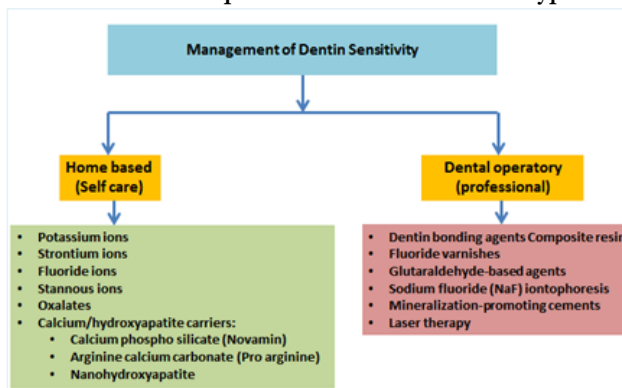 Management of Dentin Sensitivity
Home based
(Self care)
Dental operatory
(professional)
• Potassium ions
• Strontium ions
• Fluoride ions
• Stannous ions
• Oxalates
• Calcium/hydroxyapatite carriers:
• Calcium phospho silicate (Novamin)
• Arginine calcium carbonate (Pro arginine)
• Nanohydroxyapatite
• Dentin bonding agents Composite resin
• Fluoride varnishes
• Glutaraldehyde-based agents
• Sodium fluoride (NaF) iontophoresis
• Mineralization-promoting cements
• Laser therapy